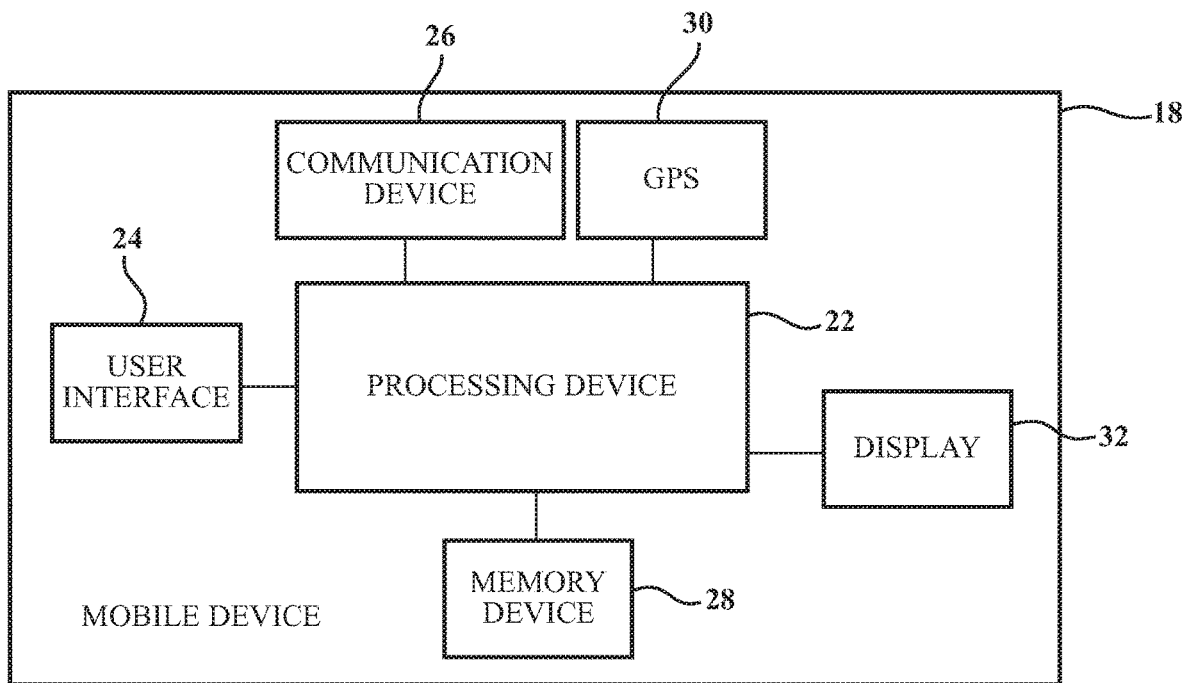 26
30
18
COMMUNICATION
DEVICE
GPS
24
22
USER
INTERFACE
PROCESSING DEVICE
DISPLAY
32
MEMORY
DEVICE
28
MOBILE DEVICE